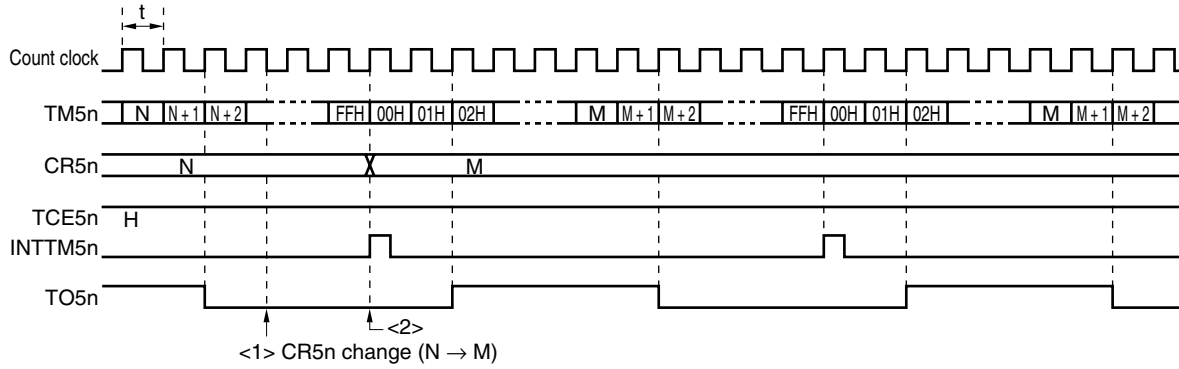 t
Count clock
TM5n N N + 1 N + 2 FFH 00H 01H 02H M M + 1 M + 2 FFH 00H 01H 02H M M + 1 M + 2
CR5n N M
TCE5n H
INTTM5n
TO5n
<2>
<1> CR5n change (N → M)